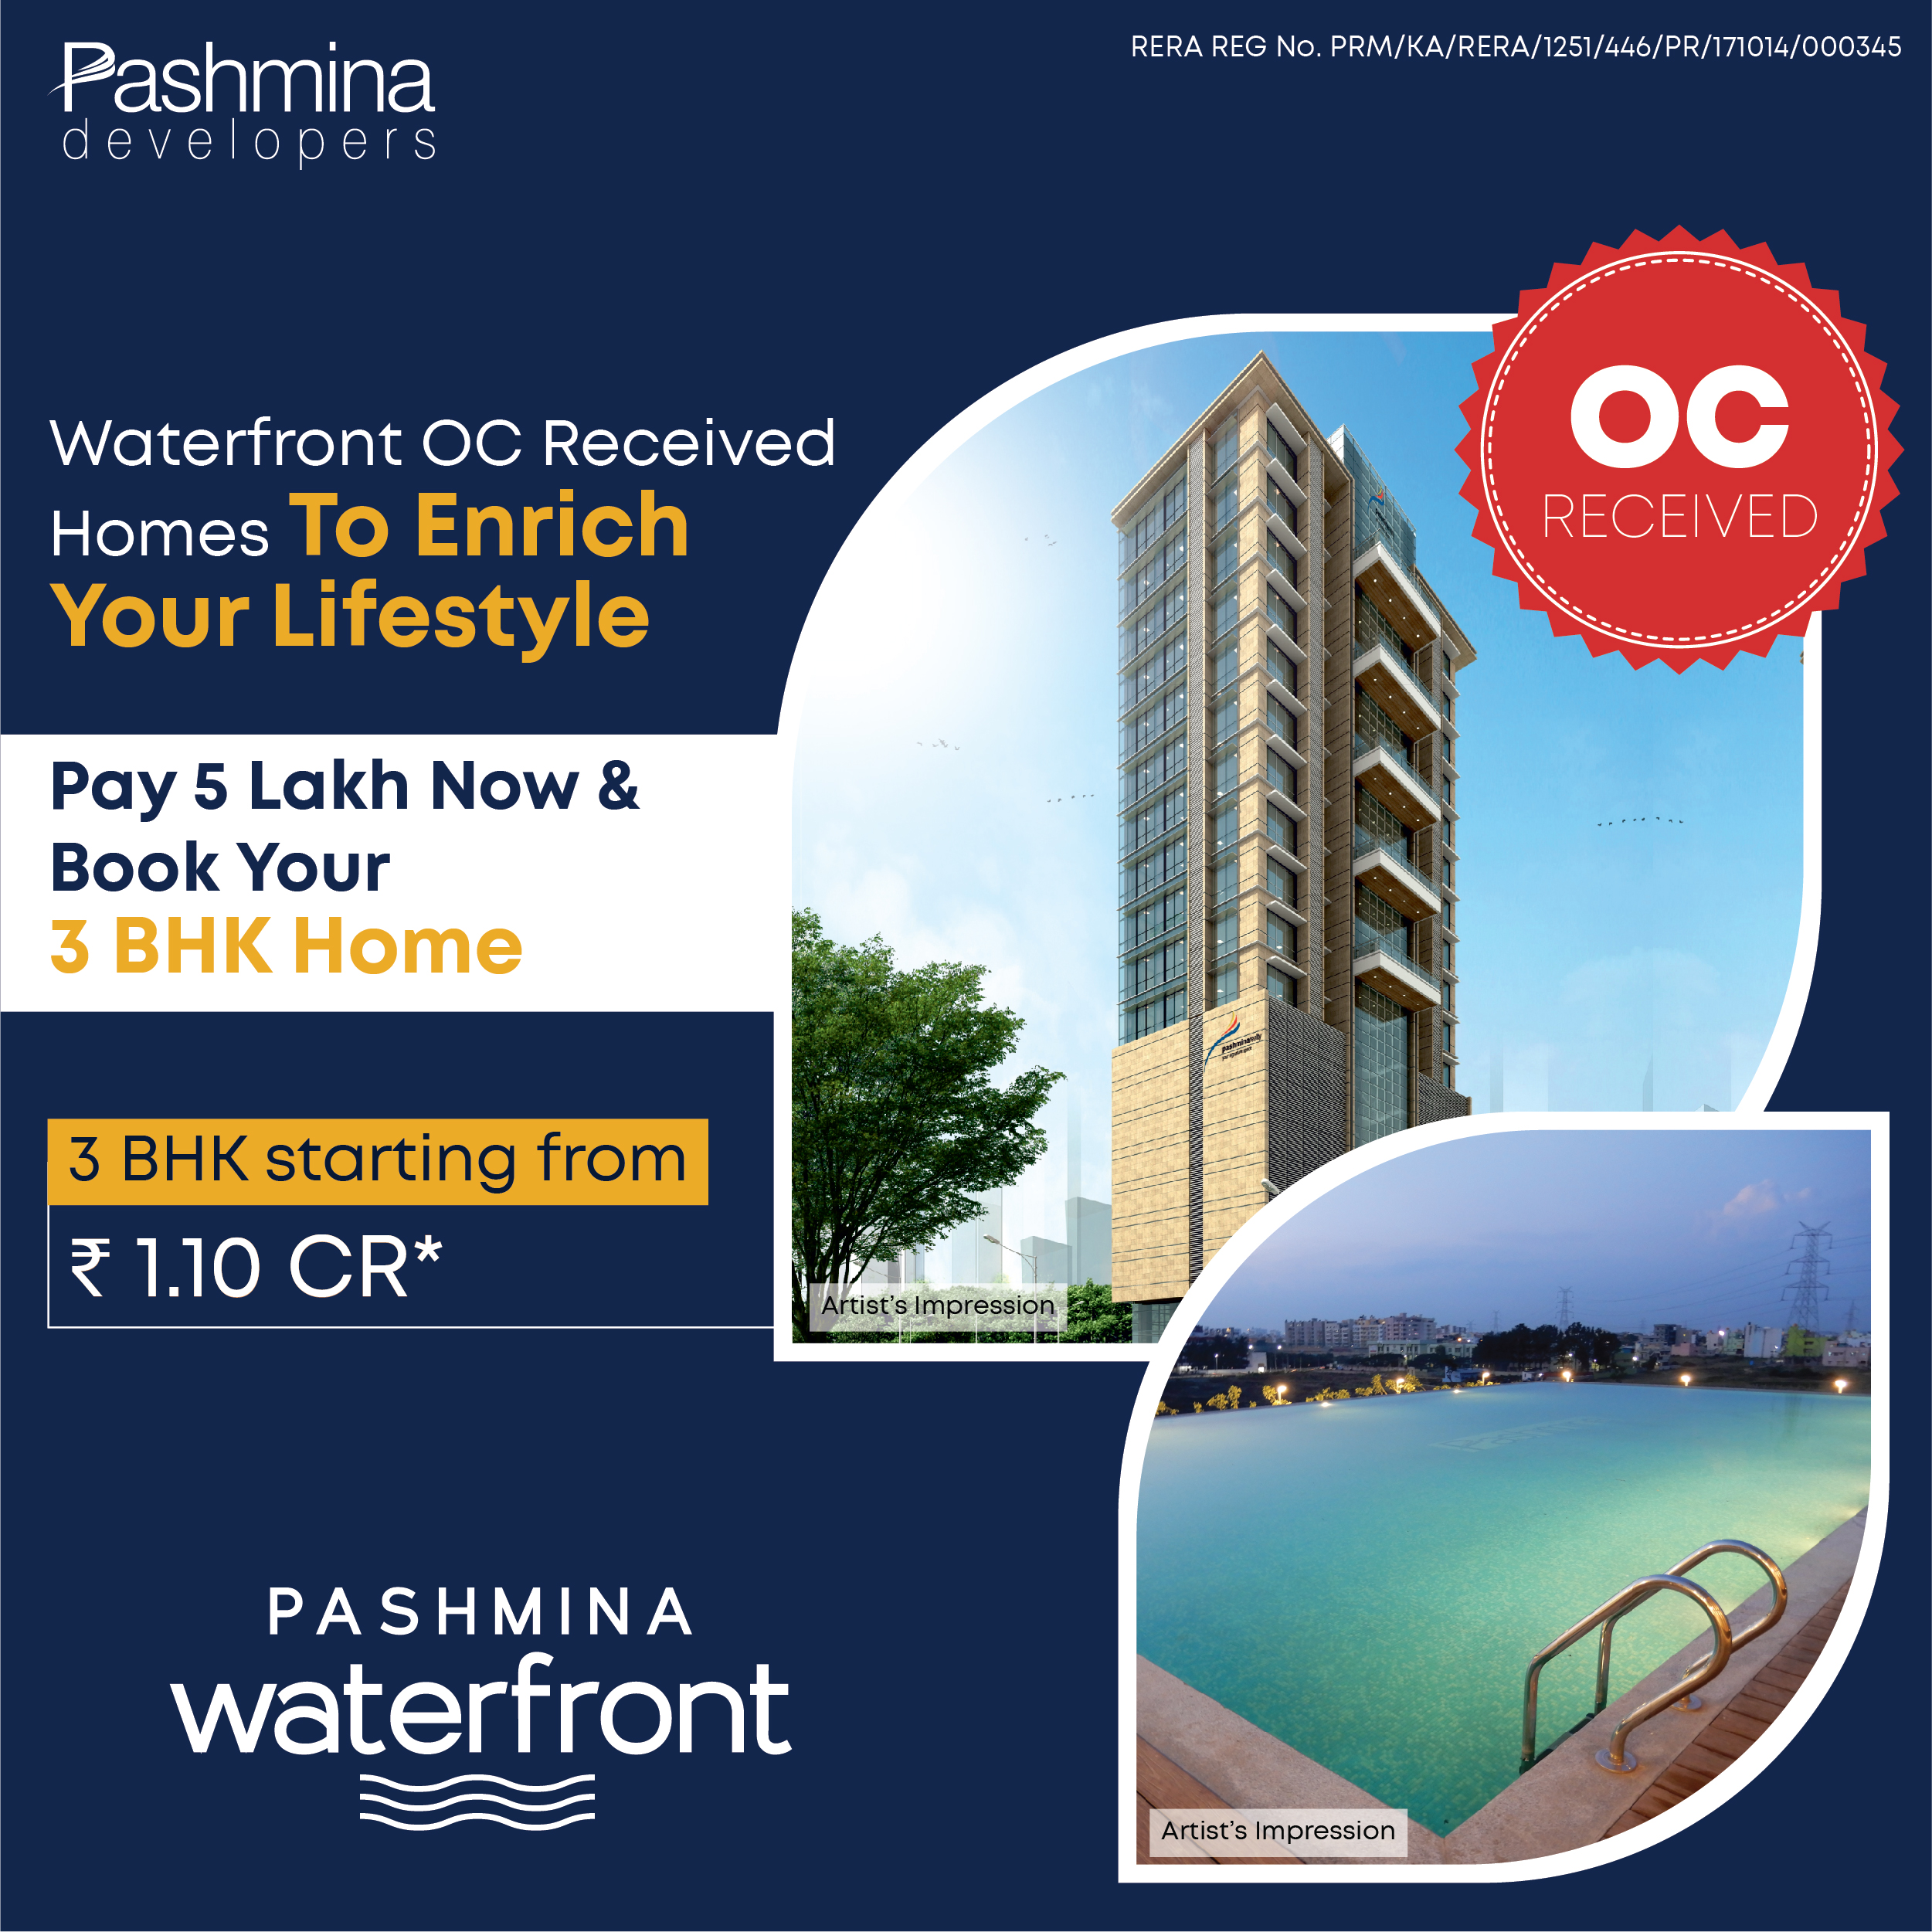 Pashmina
developers
RERA REG No. PRM/KA/RERA/1251/446/PR/171014/000345
OC
RECEIVED
Waterfront OC Received
Homes To Enrich
Your Lifestyle
Pay 5 Lakh Now &
Book Your
3 BHK Home
3 BHK starting from
₹ 1.10 CR*
Artist's Impression
PASHMINA
waterfront
Artist's Impression